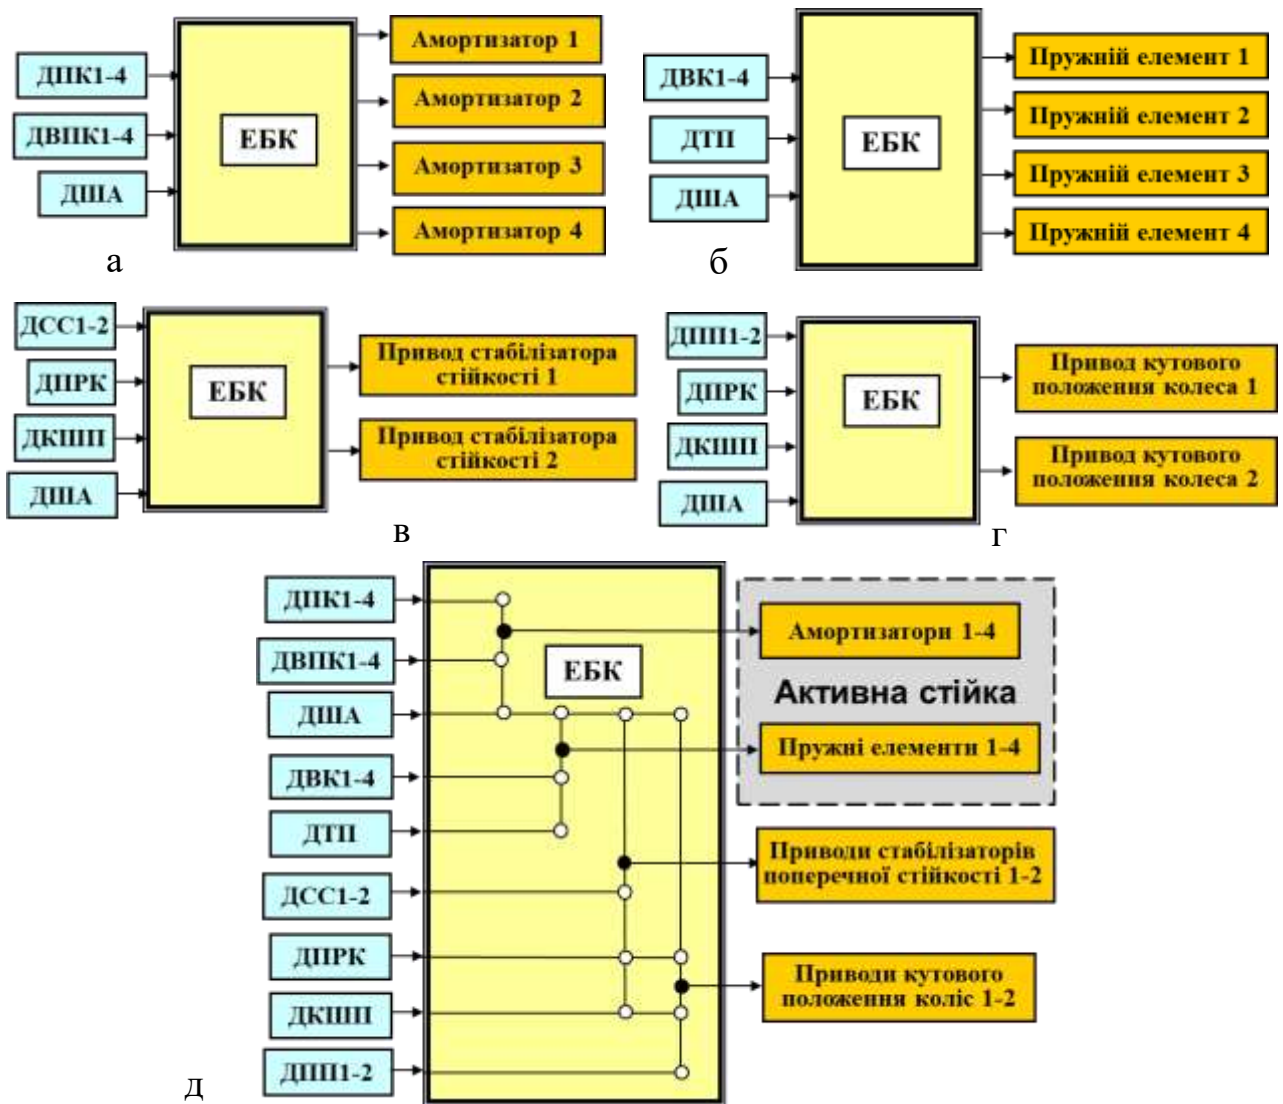 ДПК1-4
ДВПК1-4
ДША
ЕБК
Амортизатор 1
Амортизатор 2
Амортизатор 3
Амортизатор 4
а
ДВК1-4
ДТП
ДША
ЕБК
Пружній елемент 1
Пружній елемент 2
Пружній елемент 3
Пружній елемент 4
б
ДСС1-2
ДПРК
ДКШП
ДША
ЕБК
Привод стабілізатора
стійкості 1
Привод стабілізатора
стійкості 2
в
ДПП1-2
ДПРК
ДКШП
ДША
ЕБК
Привод кутового
положення колеса 1
Привод кутового
положення колеса 2
г
ДПК1-4
ДВПК1-4
ДША
ДВК1-4
ДТП
ДСС1-2
ДПРК
ДКШП
ДПП1-2
ЕБК
Амортизатори 1-4
Активна стійка
Пружні елементи 1-4
Приводи стабілізаторів
поперечної стійкості 1-2
Приводи кутового
положення коліс 1-2
д